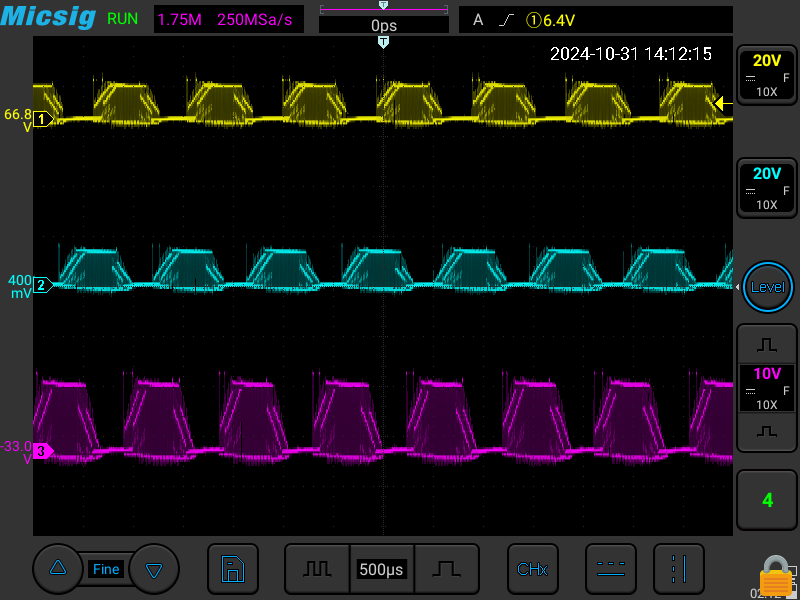 Micsig RUN 1.75M 250MSa/s T 0ps A ①6.4V
T
2024-10-31 14:12:15
20V
F
10X
66.8
V
1
20V
F
10X
400
mV
2
Level
10V
F
10X
-33.0
V
3
4
Fine
500μs
CHx